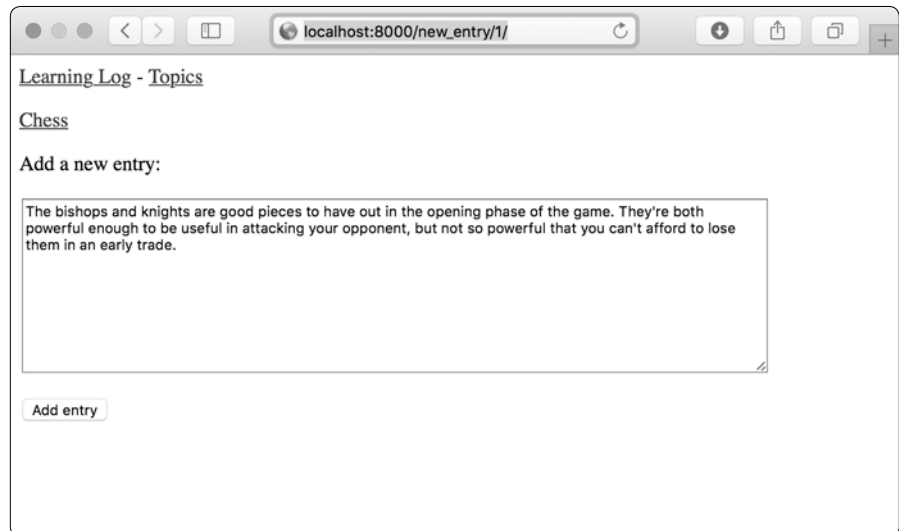 localhost:8000/new_entry/1/
Learning Log - Topics
Chess
Add a new entry:
The bishops and knights are good pieces to have out in the opening phase of the game. They're both
powerful enough to be useful in attacking your opponent, but not so powerful that you can't afford to lose
them in an early trade.
Add entry